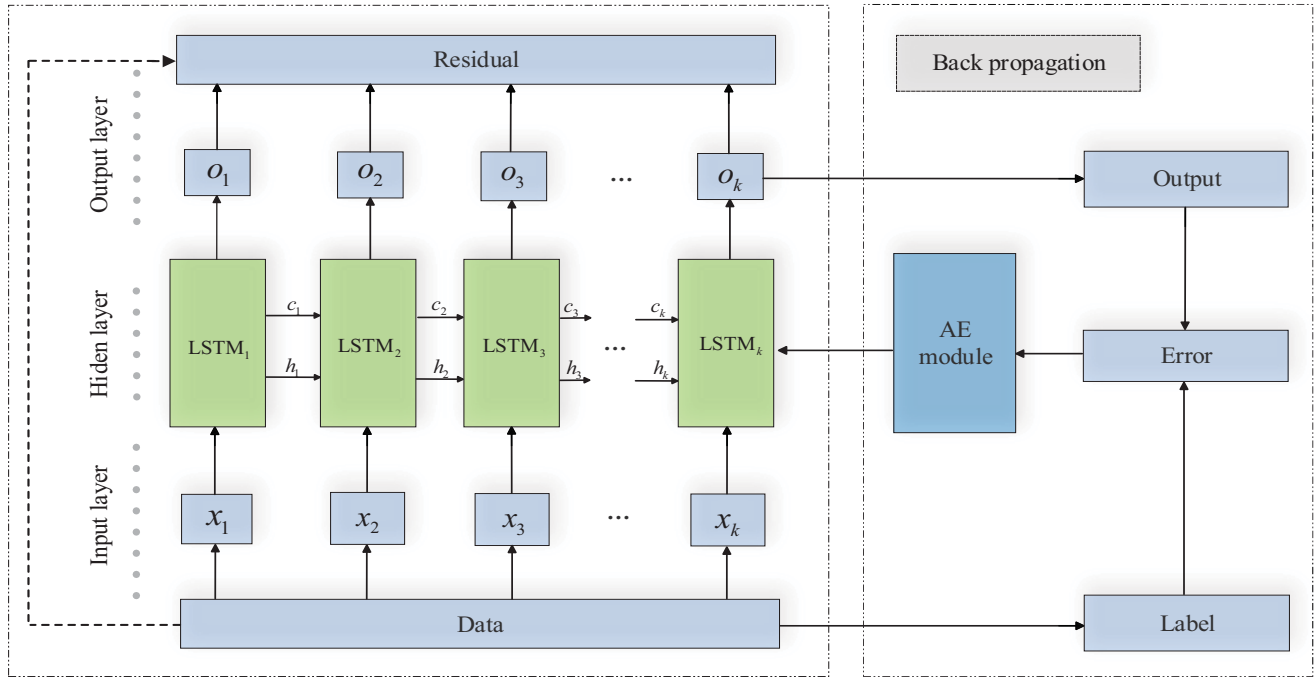 Residual
Back propagation
Output layer
o₁ o₂ o₃ ... oₖ
Output
Hiden layer
LSTM₁ LSTM₂ LSTM₃ ... LSTMₖ
c₁ c₂ c₃ cₖ
h₁ h₂ h₃ hₖ
AE
module
Error
Input layer
x₁ x₂ x₃ ... xₖ
Data
Label